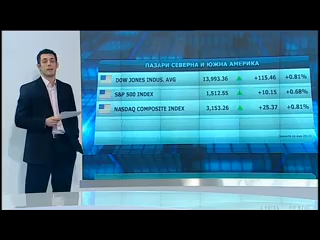 ПАЗАРИ СЕВЕРНА И ЮЖНА АМЕРИКА
DOW JONES INDUS. AVG 13,993.36 +115.46 +0.81%
S&P 500 INDEX 1,512.55 +10.15 +0.68%
NASDAQ COMPOSITE INDEX 3,153.26 +25.37 +0.81%